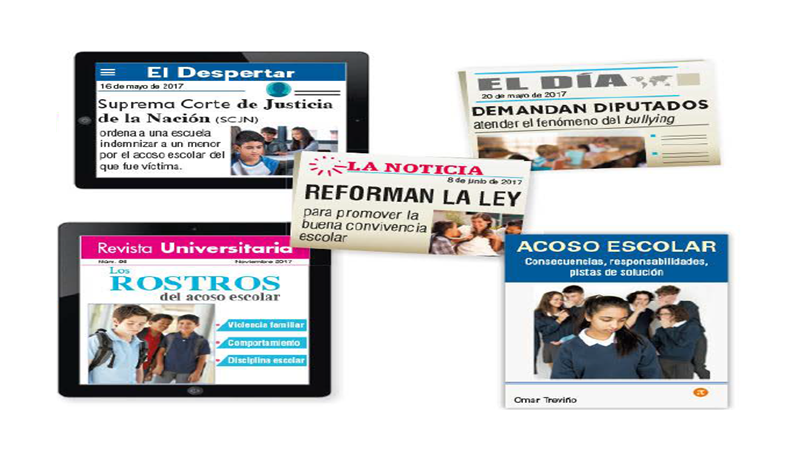 El Despertar
16 de mayo de 2017
Suprema Corte de Justicia
de la Nación (SCJN)
ordena a una escuela
indemnizar a un menor
por el acoso escolar del
que fue víctima.
EL DÍA
20 de mayo de 2017
DEMANDAN DIPUTADOS
atender el fenómeno del bullying
LA NOTICIA
8 de junio de 2017
REFORMAN LA LEY
para promover la
buena convivencia
escolar
Revista Universitaria
Núm. 86
Noviembre 2017
Los
ROSTROS
del acoso escolar
Violencia familiar
Comportamiento
Disciplina escolar
ACOSO ESCOLAR
Consecuencias, responsabilidades,
pistas de solución
Omar Treviño